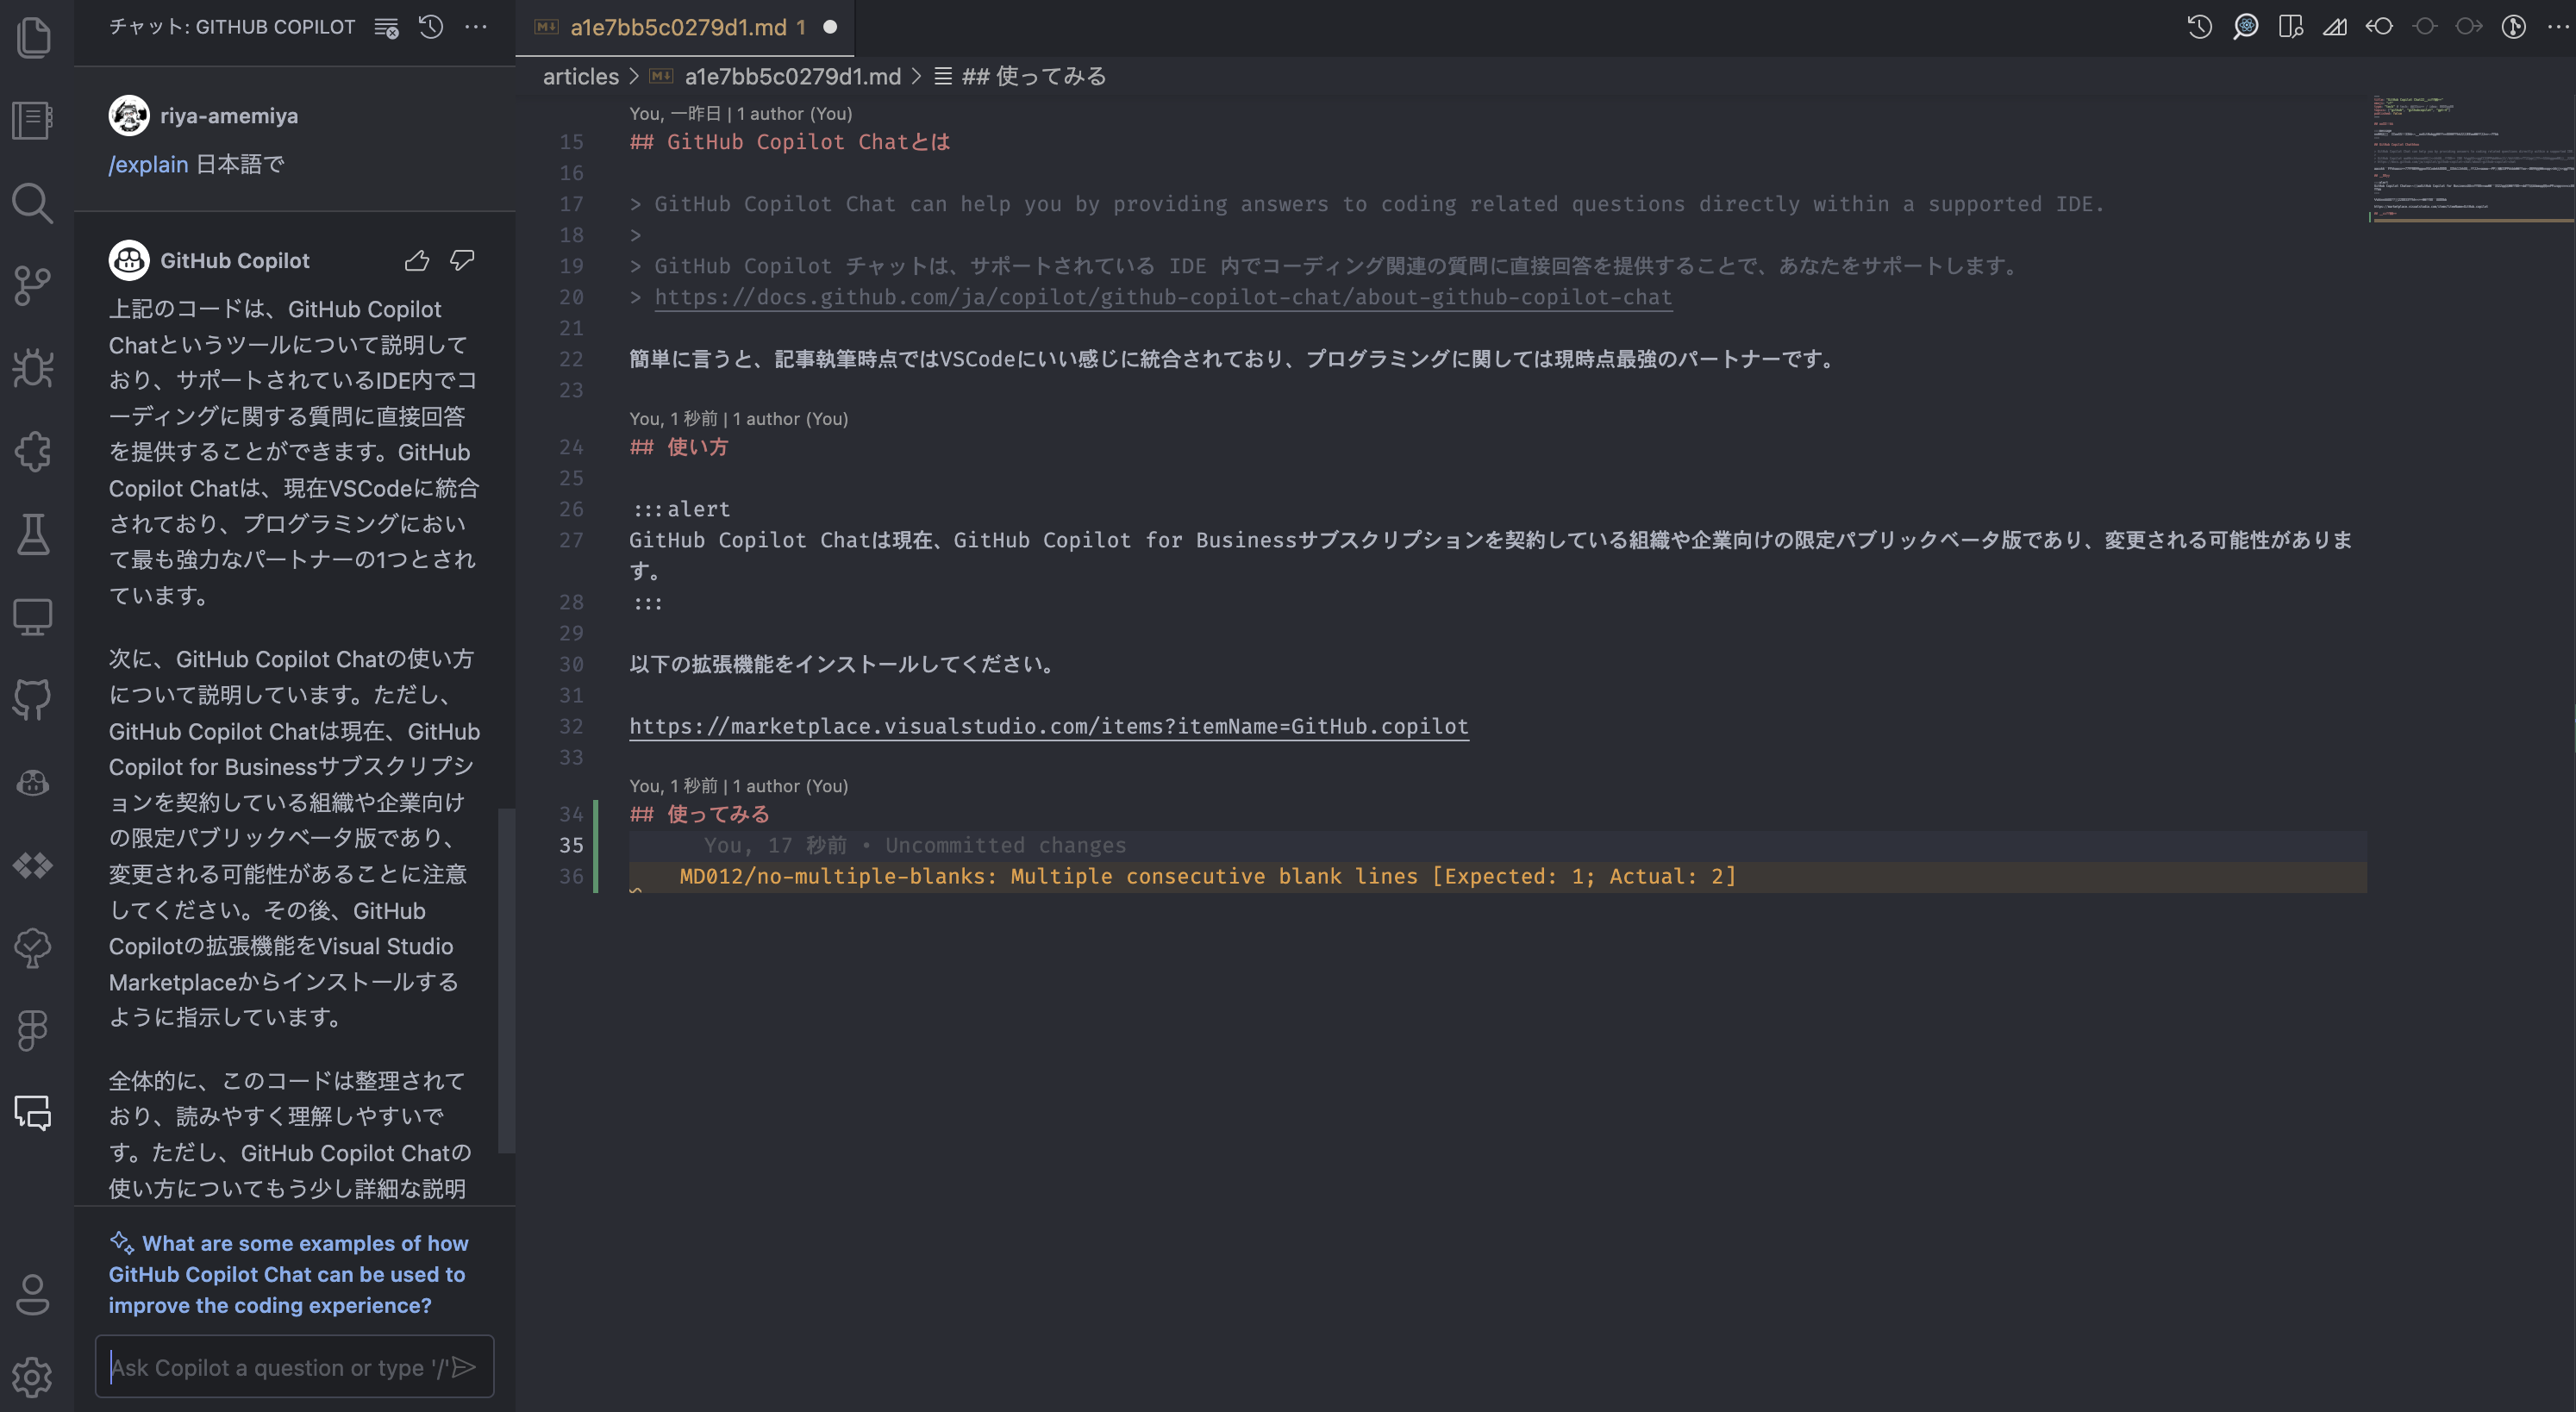 チャット: GITHUB COPILOT
riya-amemiya
/explain 日本語で
GitHub Copilot
上記のコードは、GitHub Copilot
Chatというツールについて説明して
おり、サポートされているIDE内でコ
ーディングに関する質問に直接回答
を提供することができます。GitHub
Copilot Chatは、現在VSCodeに統合
されており、プログラミングにおい
て最も強力なパートナーの1つとされ
ています。
次に、GitHub Copilot Chatの使い方
について説明しています。ただし、
GitHub Copilot Chatは現在、GitHub
Copilot for Businessサブスクリプシ
ョンを契約している組織や企業向け
の限定パブリックベータ版であり、
変更される可能性があることに注意
してください。その後、GitHub
Copilotの拡張機能をVisual Studio
Marketplaceからインストールする
ように指示しています。
全体的に、このコードは整理されて
おり、読みやすく理解しやすいで
す。ただし、GitHub Copilot Chatの
使い方についてもう少し詳細な説明
What are some examples of how
GitHub Copilot Chat can be used to
improve the coding experience?
Ask Copilot a question or type '/'
a1e7bb5c0279d1.md 1
articles > a1e7bb5c0279d1.md > ## 使ってみる
You, 一昨日 | 1 author (You)
15 ## GitHub Copilot Chatとは
16
17 > GitHub Copilot Chat can help you by providing answers to coding related questions directly within a supported IDE.
18 >
19 > GitHub Copilot チャットは、サポートされている IDE 内でコーディング関連の質問に直接回答を提供することで、あなたをサポートします。
20 > https://docs.github.com/ja/copilot/github-copilot-chat/about-github-copilot-chat
21
22 簡単に言うと、記事執筆時点ではVSCodeにいい感じに統合されており、プログラミングに関しては現時点最強のパートナーです。
23
You, 1 秒前 | 1 author (You)
24 ## 使い方
25
26 :::alert
27 GitHub Copilot Chatは現在、GitHub Copilot for Businessサブスクリプションを契約している組織や企業向けの限定パブリックベータ版であり、変更される可能性がありま
す。
28 :::
29
30 以下の拡張機能をインストールしてください。
31
32 https://marketplace.visualstudio.com/items?itemName=GitHub.copilot
33
You, 1 秒前 | 1 author (You)
34 ## 使ってみる
35 You, 17 秒前 • Uncommitted changes
36 MD012/no-multiple-blanks: Multiple consecutive blank lines [Expected: 1; Actual: 2]